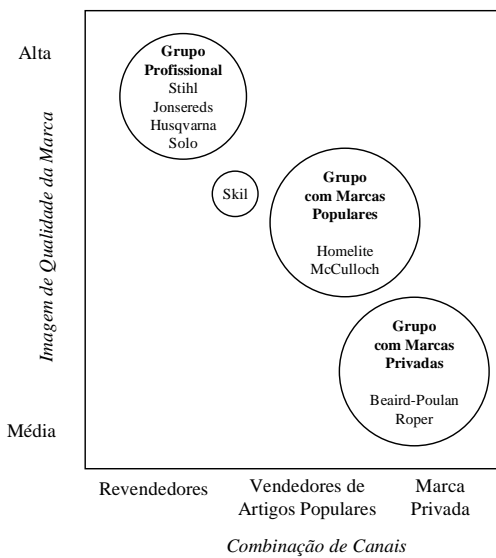 Alta
Imagem de Qualidade da Marca
Média
Grupo
Profissional
Stihl
Jonsereds
Husqvarna
Solo
Skil
Grupo
com Marcas
Populares
Homelite
McCulloch
Grupo
com Marcas
Privadas
Beaird-Poulan
Roper
Revendedores
Vendedores de
Artigos Populares
Marca
Privada
Combinação de Canais